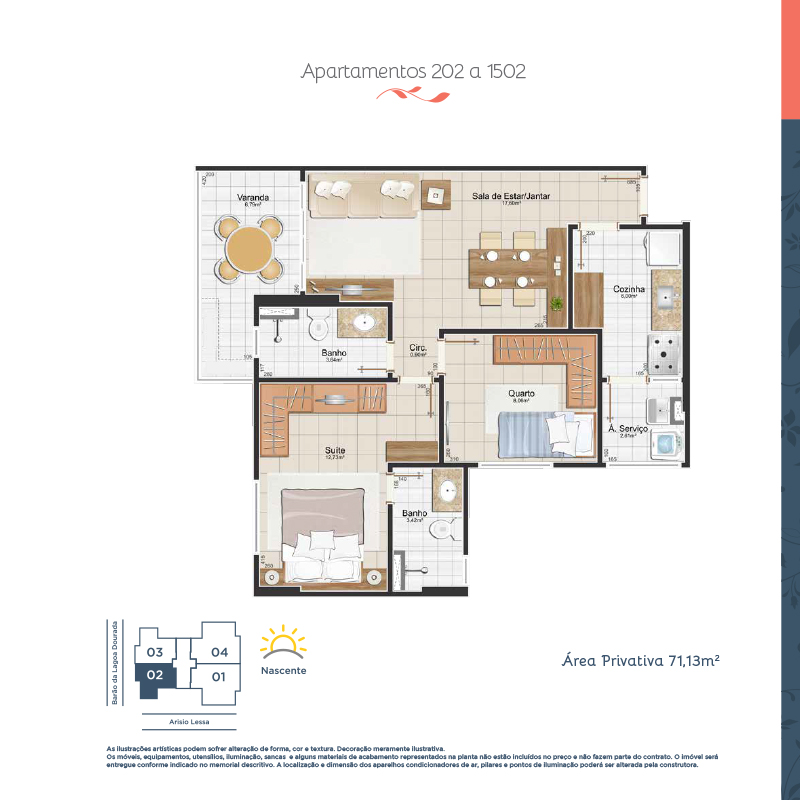 Apartamentos 202 a 1502
Varanda
6,75m²
Sala de Estar/Jantar
17,60m²
Cozinha
6,00m²
Banho
3,64m²
Circ.
0,90m²
Quarto
8,06m²
Á. Serviço
2,61m²
Suíte
12,73m²
Banho
3,42m²
Barão da Lagoa Dourada
03
04
02
01
Arisio Lessa
Nascente
Área Privativa 71,13m²
As ilustrações artísticas podem sofrer alteração de forma, cor e textura. Decoração meramente ilustrativa.
Os móveis, equipamentos, utensílios, iluminação, sancas e alguns materiais de acabamento representados na planta não estão incluídos no preço e não fazem parte do contrato. O imóvel será
entregue conforme indicado no memorial descritivo. A localização e dimensão dos aparelhos condicionadores de ar, pilares e pontos de iluminação poderá ser alterada pela construtora.